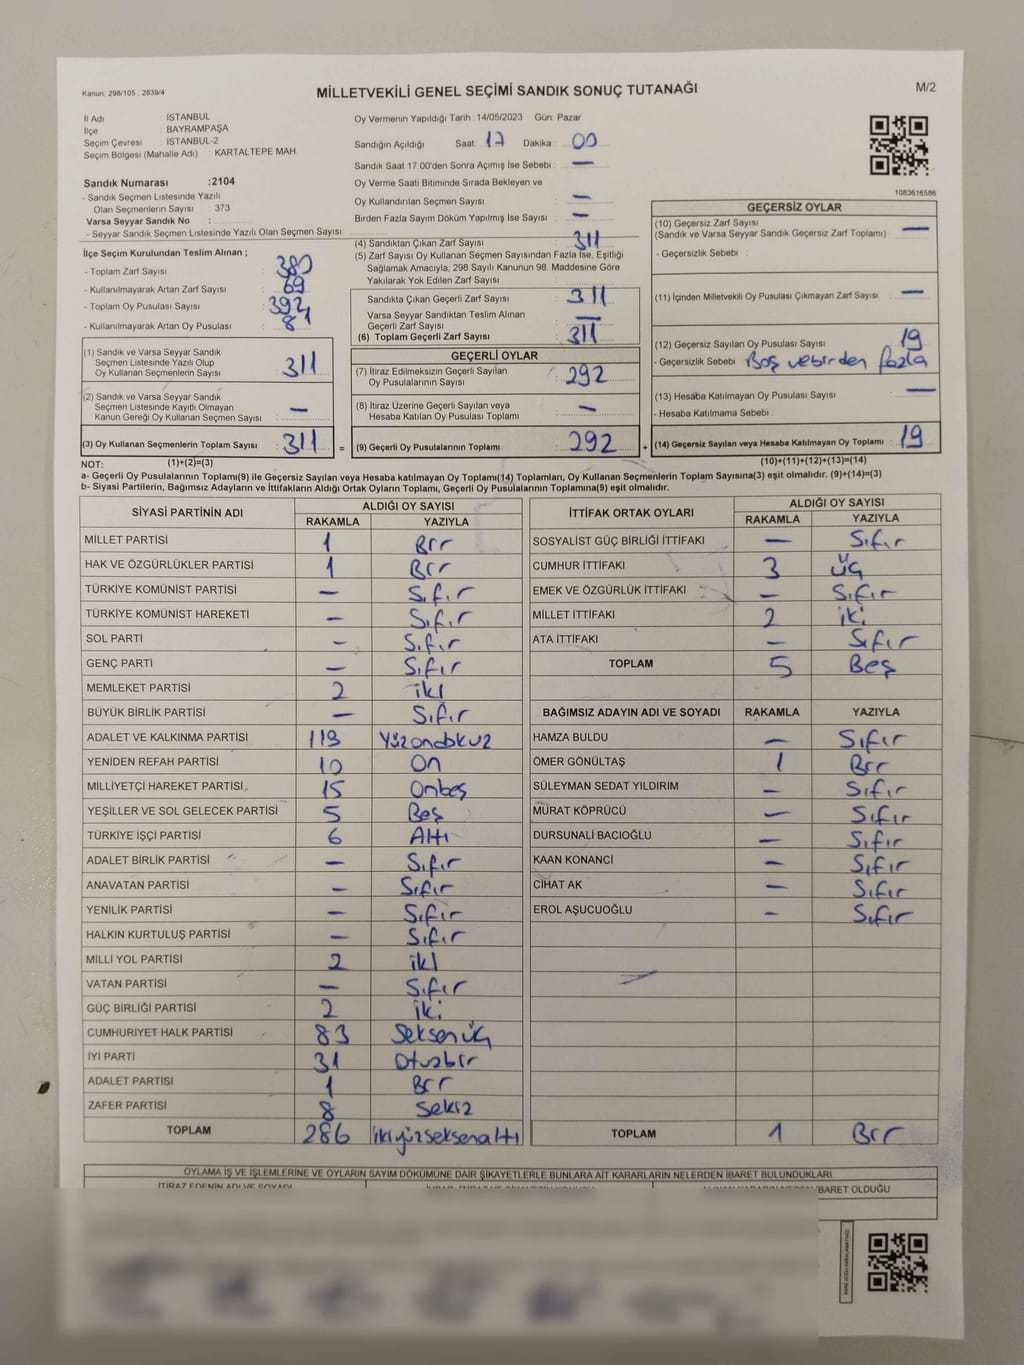 Kanun: 298/105 . 2839/4
MİLLETVEKİLİ GENEL SEÇİMİ SANDIK SONUÇ TUTANAĞI
M/2
İl Adı : İSTANBUL
İlçe : BAYRAMPAŞA
Seçim Çevresi : İSTANBUL-2
Seçim Bölgesi (Mahalle Adı) : KARTALTEPE MAH
Sandık Numarası :2104
- Sandık Seçmen Listesinde Yazılı
Olan Seçmenlerin Sayısı : 373
Varsa Seyyar Sandık No :
- Seyyar Sandık Seçmen Listesinde Yazılı Olan Seçmen Sayısı:
Oy Vermenin Yapıldığı Tarih : 14/05/2023 Gün: Pazar
Sandığın Açıldığı Saat : 17 Dakika : 00
Sandık Saat 17:00'den Sonra Açımış İse Sebebi : —
Oy Verme Saati Bitiminde Sırada Bekleyen ve
Oy Kullandırılan Seçmen Sayısı : —
Birden Fazla Sayım Döküm Yapılmış İse Sayısı : —
1083616586
İlçe Seçim Kurulundan Teslim Alınan ;
- Toplam Zarf Sayısı : 380
- Kullanılmayarak Artan Zarf Sayısı : 69
- Toplam Oy Pusulası Sayısı : 392
- Kullanılmayarak Artan Oy Pusulası : 81
(1) Sandık ve Varsa Seyyar Sandık
Seçmen Listesinde Yazılı Olup
Oy Kullanan Seçmenlerin Sayısı : 311
(2) Sandık ve Varsa Seyyar Sandık
Seçmen Listesinde Kayıtlı Olmayan
Kanun Gereği Oy Kullanan Seçmen Sayısı : —
(3) Oy Kullanan Seçmenlerin Toplam Sayısı : 311 =
(4) Sandıktan Çıkan Zarf Sayısı : 311
(5) Zarf Sayısı Oy Kullanan Seçmen Sayısından Fazla İse, Eşitliği
Sağlamak Amacıyla; 298 Sayılı Kanunun 98. Maddesine Göre
Yakılarak Yok Edilen Zarf Sayısı :
Sandıkta Çıkan Geçerli Zarf Sayısı : 311
Varsa Seyyar Sandıktan Teslim Alınan
Geçerli Zarf Sayısı : —
(6) Toplam Geçerli Zarf Sayısı : 311
GEÇERLİ OYLAR
(7) İtiraz Edilmeksizin Geçerli Sayılan
Oy Pusulalarının Sayısı : 292
(8) İtiraz Üzerine Geçerli Sayılan veya
Hesaba Katılan Oy Pusulası Toplamı : —
(9) Geçerli Oy Pusulalarının Toplamı : 292 +
GEÇERSİZ OYLAR
(10) Geçersiz Zarf Sayısı : —
(Sandık ve Varsa Seyyar Sandık Geçersiz Zarf Toplamı)
- Geçersizlik Sebebi :
(11) İçinden Milletvekili Oy Pusulası Çıkmayan Zarf Sayısı : —
(12) Geçersiz Sayılan Oy Pusulası Sayısı : 19
- Geçersizlik Sebebi : Boş ve birden fazla
(13) Hesaba Katılmayan Oy Pusulası Sayısı : —
- Hesaba Katılmama Sebebi :
(14) Geçersiz Sayılan veya Hesaba Katılmayan Oy Toplamı : 19
NOT: (1)+(2)=(3) (10)+(11)+(12)+(13)=(14)
a- Geçerli Oy Pusulalarının Toplamı(9) ile Geçersiz Sayılan veya Hesaba katılmayan Oy Toplamı(14) Toplamları, Oy Kullanan Seçmenlerin Toplam Sayısına(3) eşit olmalıdır. (9)+(14)=(3)
b- Siyasi Partilerin, Bağımsız Adayların ve İttifakların Aldığı Ortak Oyların Toplamı, Geçerli Oy Pusulalarının Toplamına(9) eşit olmalıdır.
SİYASİ PARTİNİN ADI ALDIĞI OY SAYISI
RAKAMLA YAZIYLA
MİLLET PARTİSİ 1 Bir
HAK VE ÖZGÜRLÜKLER PARTİSİ 1 Bir
TÜRKİYE KOMÜNİST PARTİSİ — Sıfır
TÜRKİYE KOMÜNİST HAREKETİ — Sıfır
SOL PARTİ — Sıfır
GENÇ PARTİ — Sıfır
MEMLEKET PARTİSİ 2 iki
BÜYÜK BİRLİK PARTİSİ — Sıfır
ADALET VE KALKINMA PARTİSİ 119 Yüzondokuz
YENİDEN REFAH PARTİSİ 10 On
MİLLİYETÇİ HAREKET PARTİSİ 15 Onbeş
YEŞİLLER VE SOL GELECEK PARTİSİ 5 Beş
TÜRKİYE İŞÇİ PARTİSİ 6 Altı
ADALET BİRLİK PARTİSİ — Sıfır
ANAVATAN PARTİSİ — Sıfır
YENİLİK PARTİSİ — Sıfır
HALKIN KURTULUŞ PARTİSİ — Sıfır
MİLLİ YOL PARTİSİ 2 iki
VATAN PARTİSİ — Sıfır
GÜÇ BİRLİĞİ PARTİSİ 2 iki
CUMHURİYET HALK PARTİSİ 83 Seksenüç
İYİ PARTİ 31 Otuzbir
ADALET PARTİSİ 1 Bir
ZAFER PARTİSİ 8 Sekiz
TOPLAM 286 ikiyüzseksenaltı
İTTİFAK ORTAK OYLARI ALDIĞI OY SAYISI
RAKAMLA YAZIYLA
SOSYALİST GÜÇ BİRLİĞİ İTTİFAKI — Sıfır
CUMHUR İTTİFAKI 3 Üç
EMEK VE ÖZGÜRLÜK İTTİFAKI — Sıfır
MİLLET İTTİFAKI 2 iki
ATA İTTİFAKI — Sıfır
TOPLAM 5 Beş
BAĞIMSIZ ADAYIN ADI VE SOYADI RAKAMLA YAZIYLA
HAMZA BULDU — Sıfır
ÖMER GÖNÜLTAŞ 1 Bir
SÜLEYMAN SEDAT YILDIRIM — Sıfır
MURAT KÖPRÜCÜ — Sıfır
DURSUNALİ BACIOĞLU — Sıfır
KAAN KONANCİ — Sıfır
CİHAT AK — Sıfır
EROL AŞUCUOĞLU — Sıfır
TOPLAM 1 Bir
OYLAMA İŞ VE İŞLEMLERİNE VE OYLARIN SAYIM DÖKÜMÜNE DAİR ŞİKAYETLERLE BUNLARA AİT KARARLARIN NELERDEN İBARET BULUNDUKLARI
İTİRAZ EDENİN ADI VE SOYADI
İBARET OLDUĞU